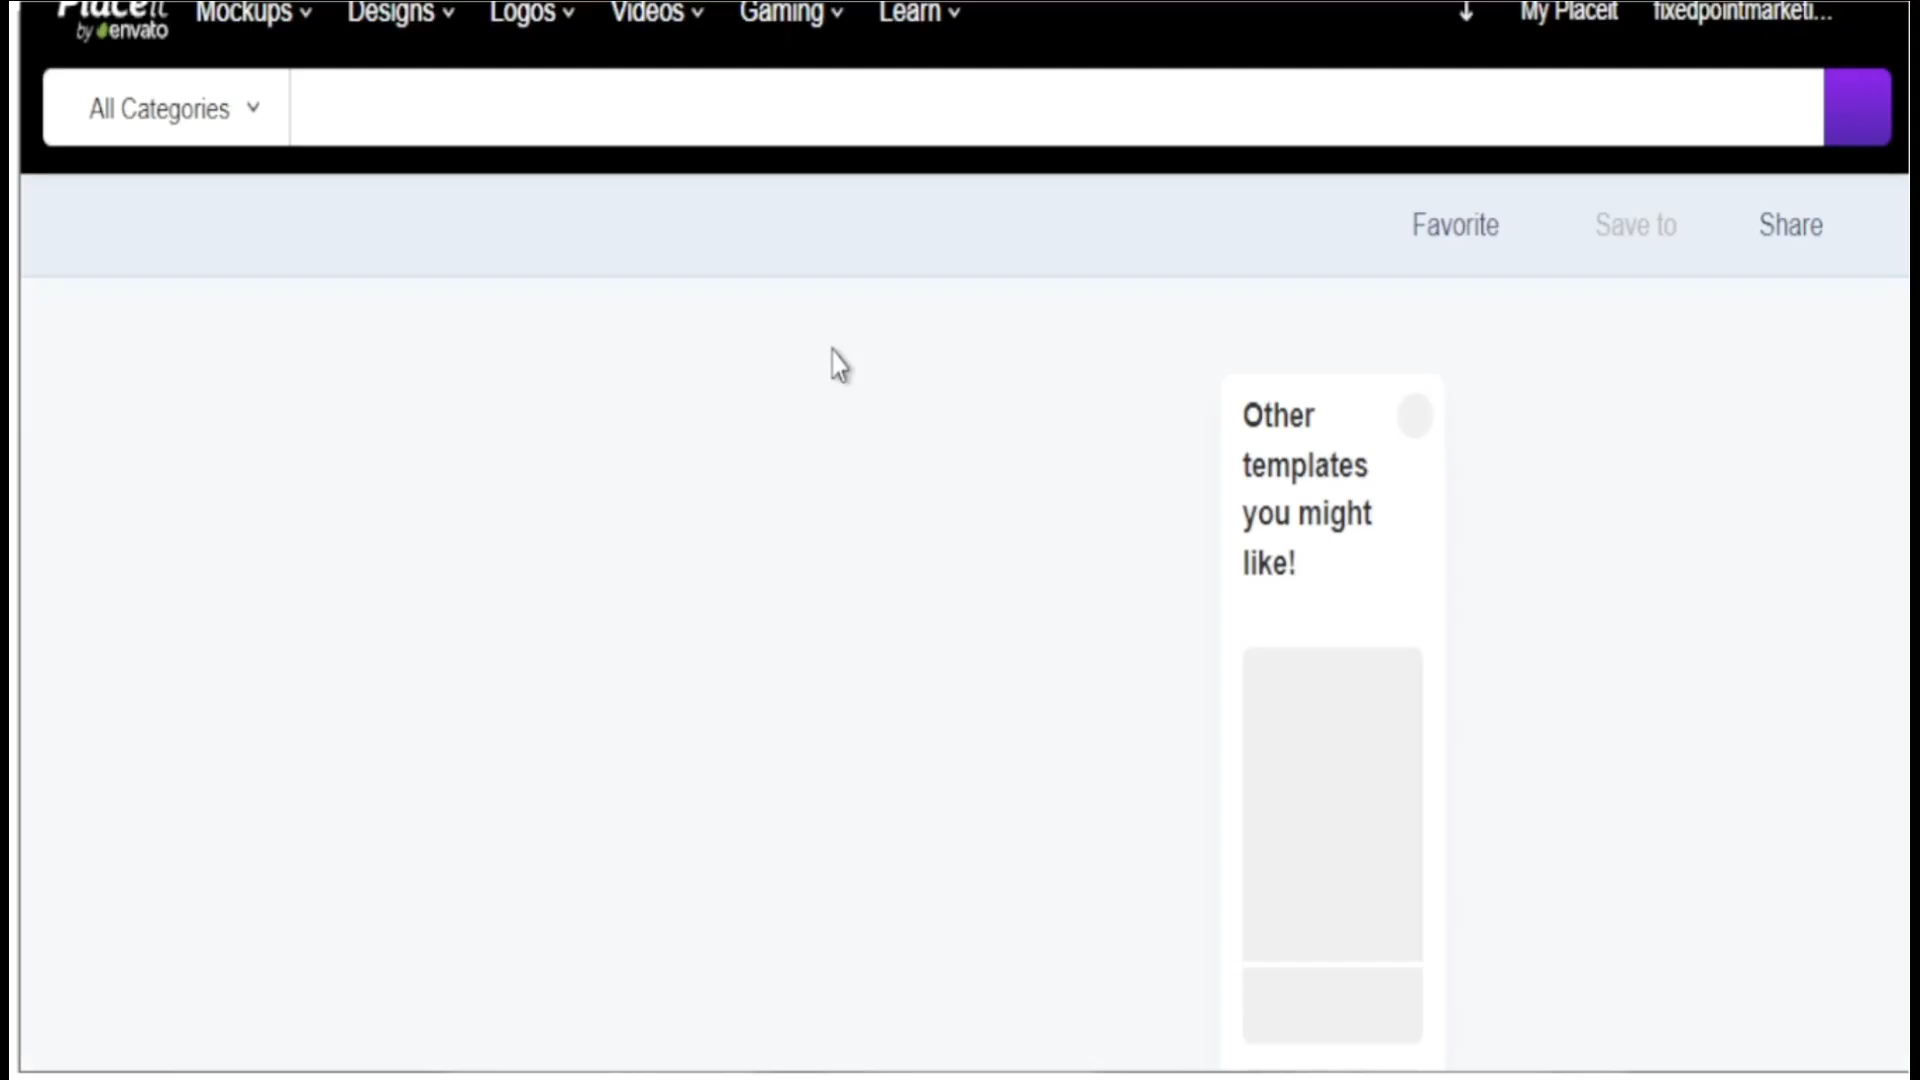 Placeit
by envato
Mockups Designs Logos Videos Gaming Learn My Placeit fixedpointmarketi...
All Categories
Favorite Save to Share
Other
templates
you might
like!